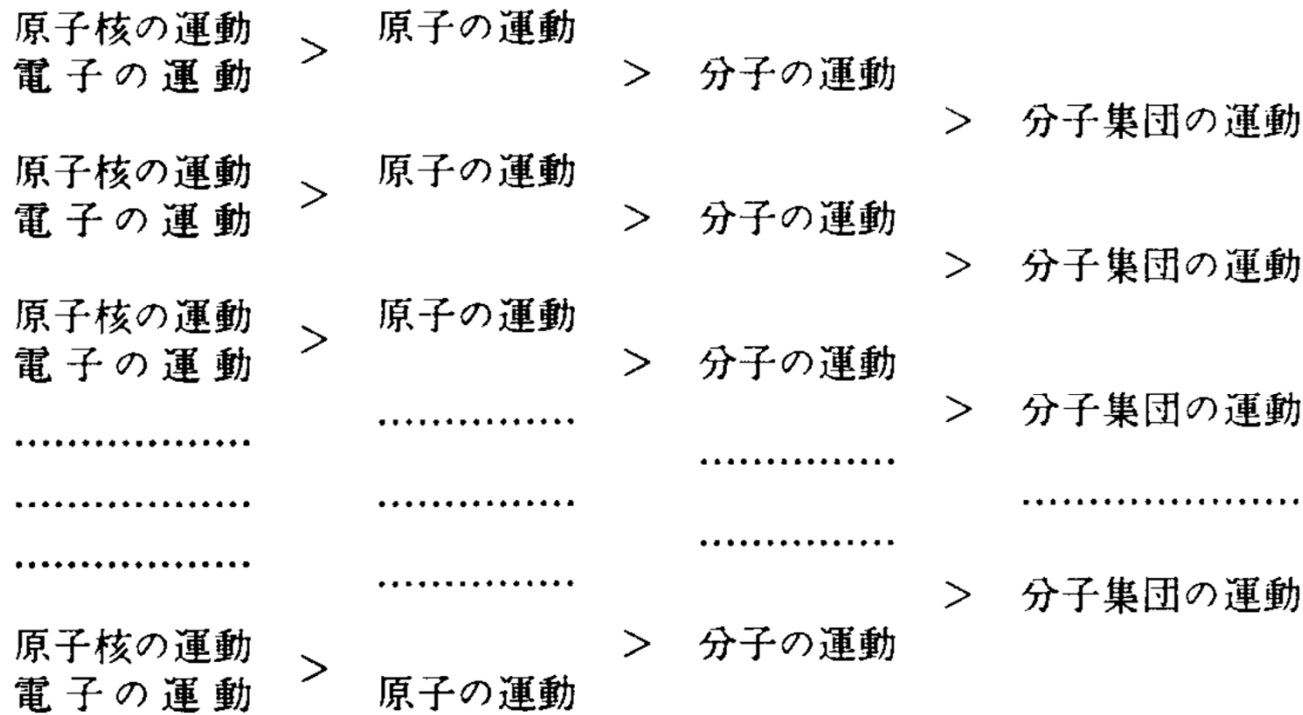 原子核の運動 > 原子の運動
電子の運動 > 分子の運動
> 分子集団の運動
原子核の運動 > 原子の運動
電子の運動 > 分子の運動
> 分子集団の運動
原子核の運動 > 原子の運動
電子の運動 > 分子の運動
> 分子集団の運動
.................. ...............
...............
.................. ............... .....................
...............
.................. ...............
> 分子集団の運動
原子核の運動 > 分子の運動
電子の運動 > 原子の運動